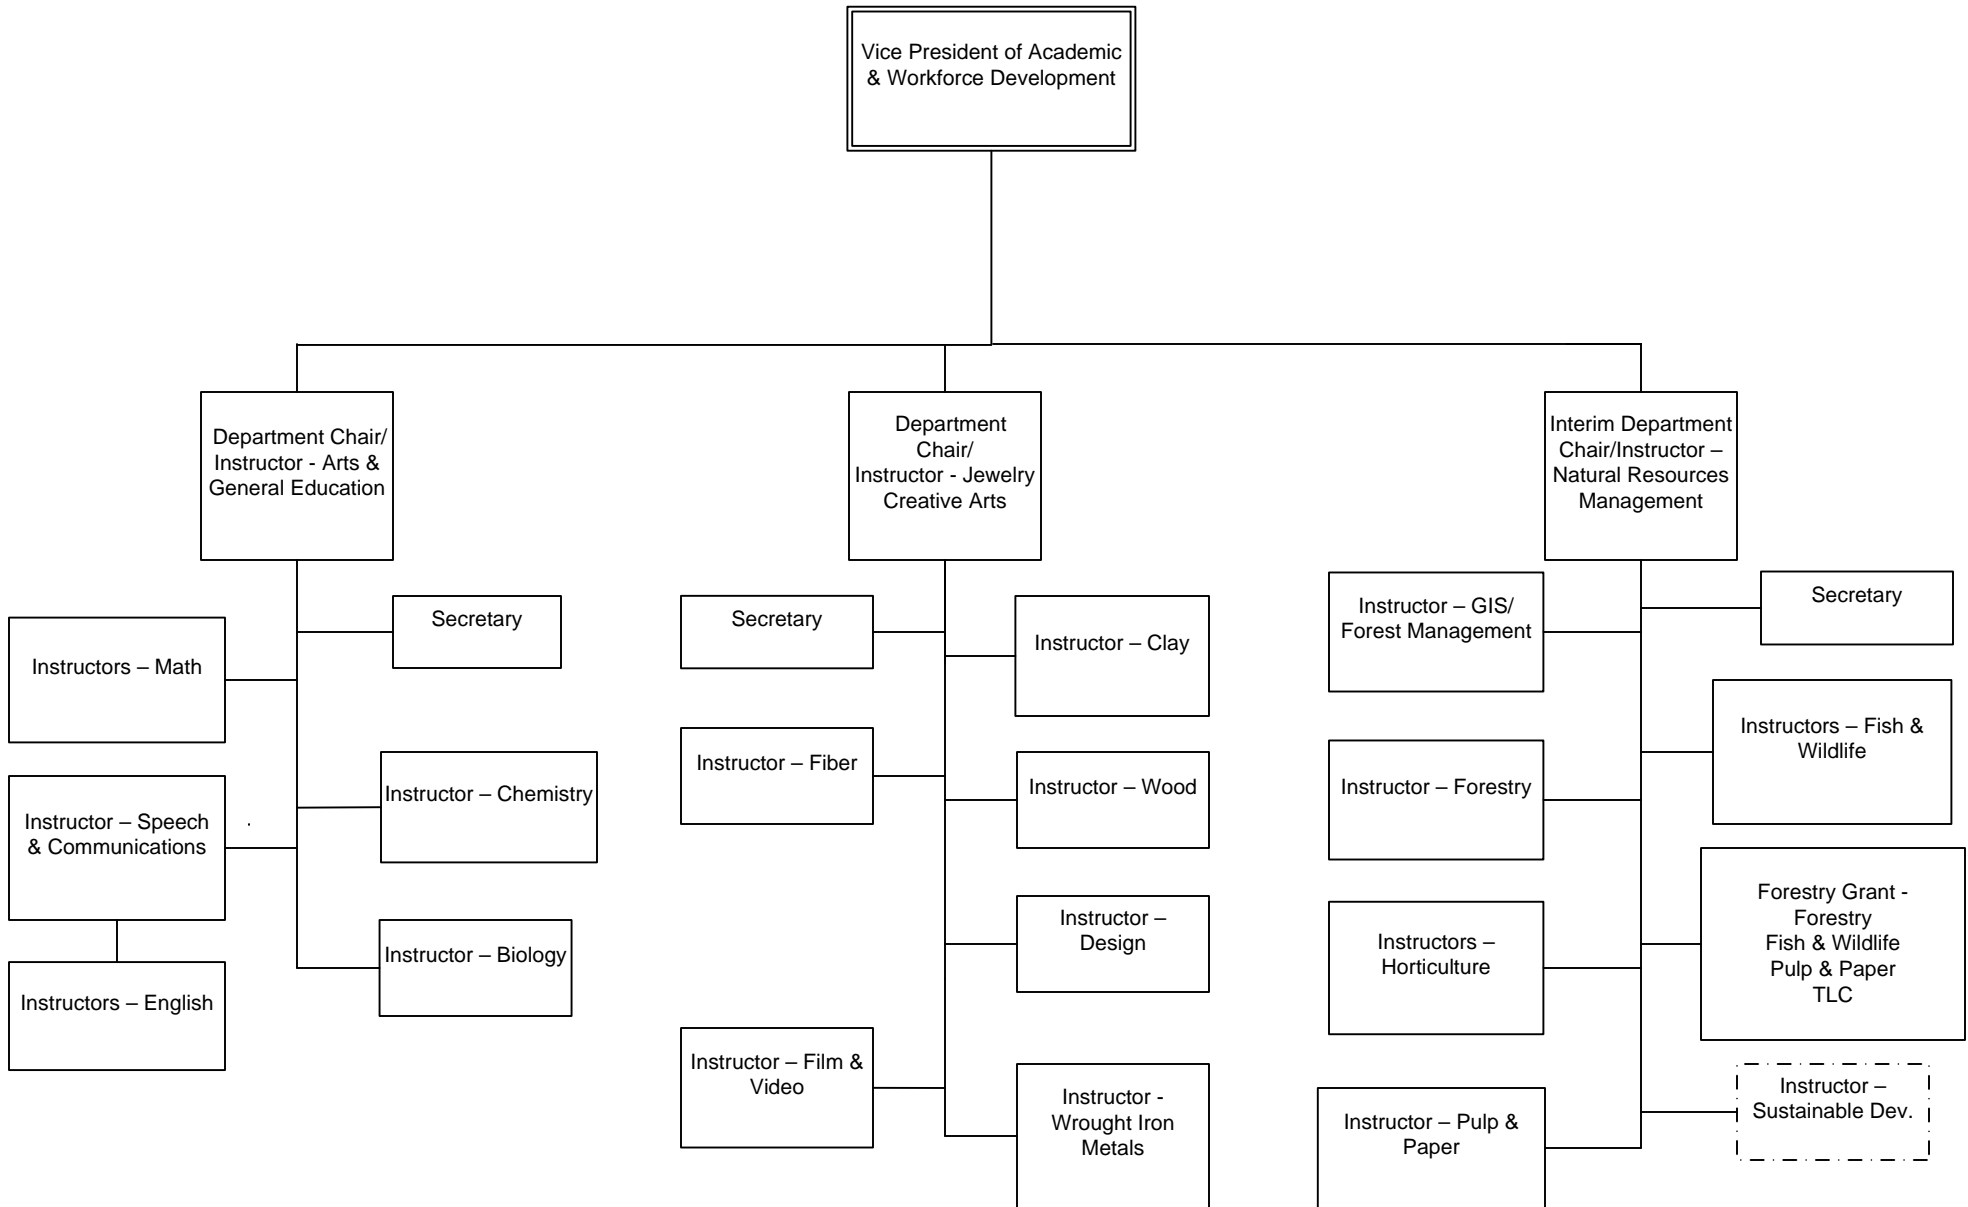 Vice President of Academic
& Workforce Development
Department Chair/
Instructor - Arts &
General Education
Department
Chair/
Instructor - Jewelry
Creative Arts
Interim Department
Chair/Instructor –
Natural Resources
Management
Instructors – Math
Secretary
Instructor – Speech
& Communications
Instructor – Chemistry
Instructors – English
Instructor – Biology
Secretary
Instructor – Clay
Instructor – Fiber
Instructor – Wood
Instructor –
Design
Instructor – Film &
Video
Instructor -
Wrought Iron
Metals
Instructor – GIS/
Forest Management
Secretary
Instructors – Fish &
Wildlife
Instructor – Forestry
Forestry Grant -
Forestry
Fish & Wildlife
Pulp & Paper
TLC
Instructors –
Horticulture
Instructor –
Sustainable Dev.
Instructor – Pulp &
Paper